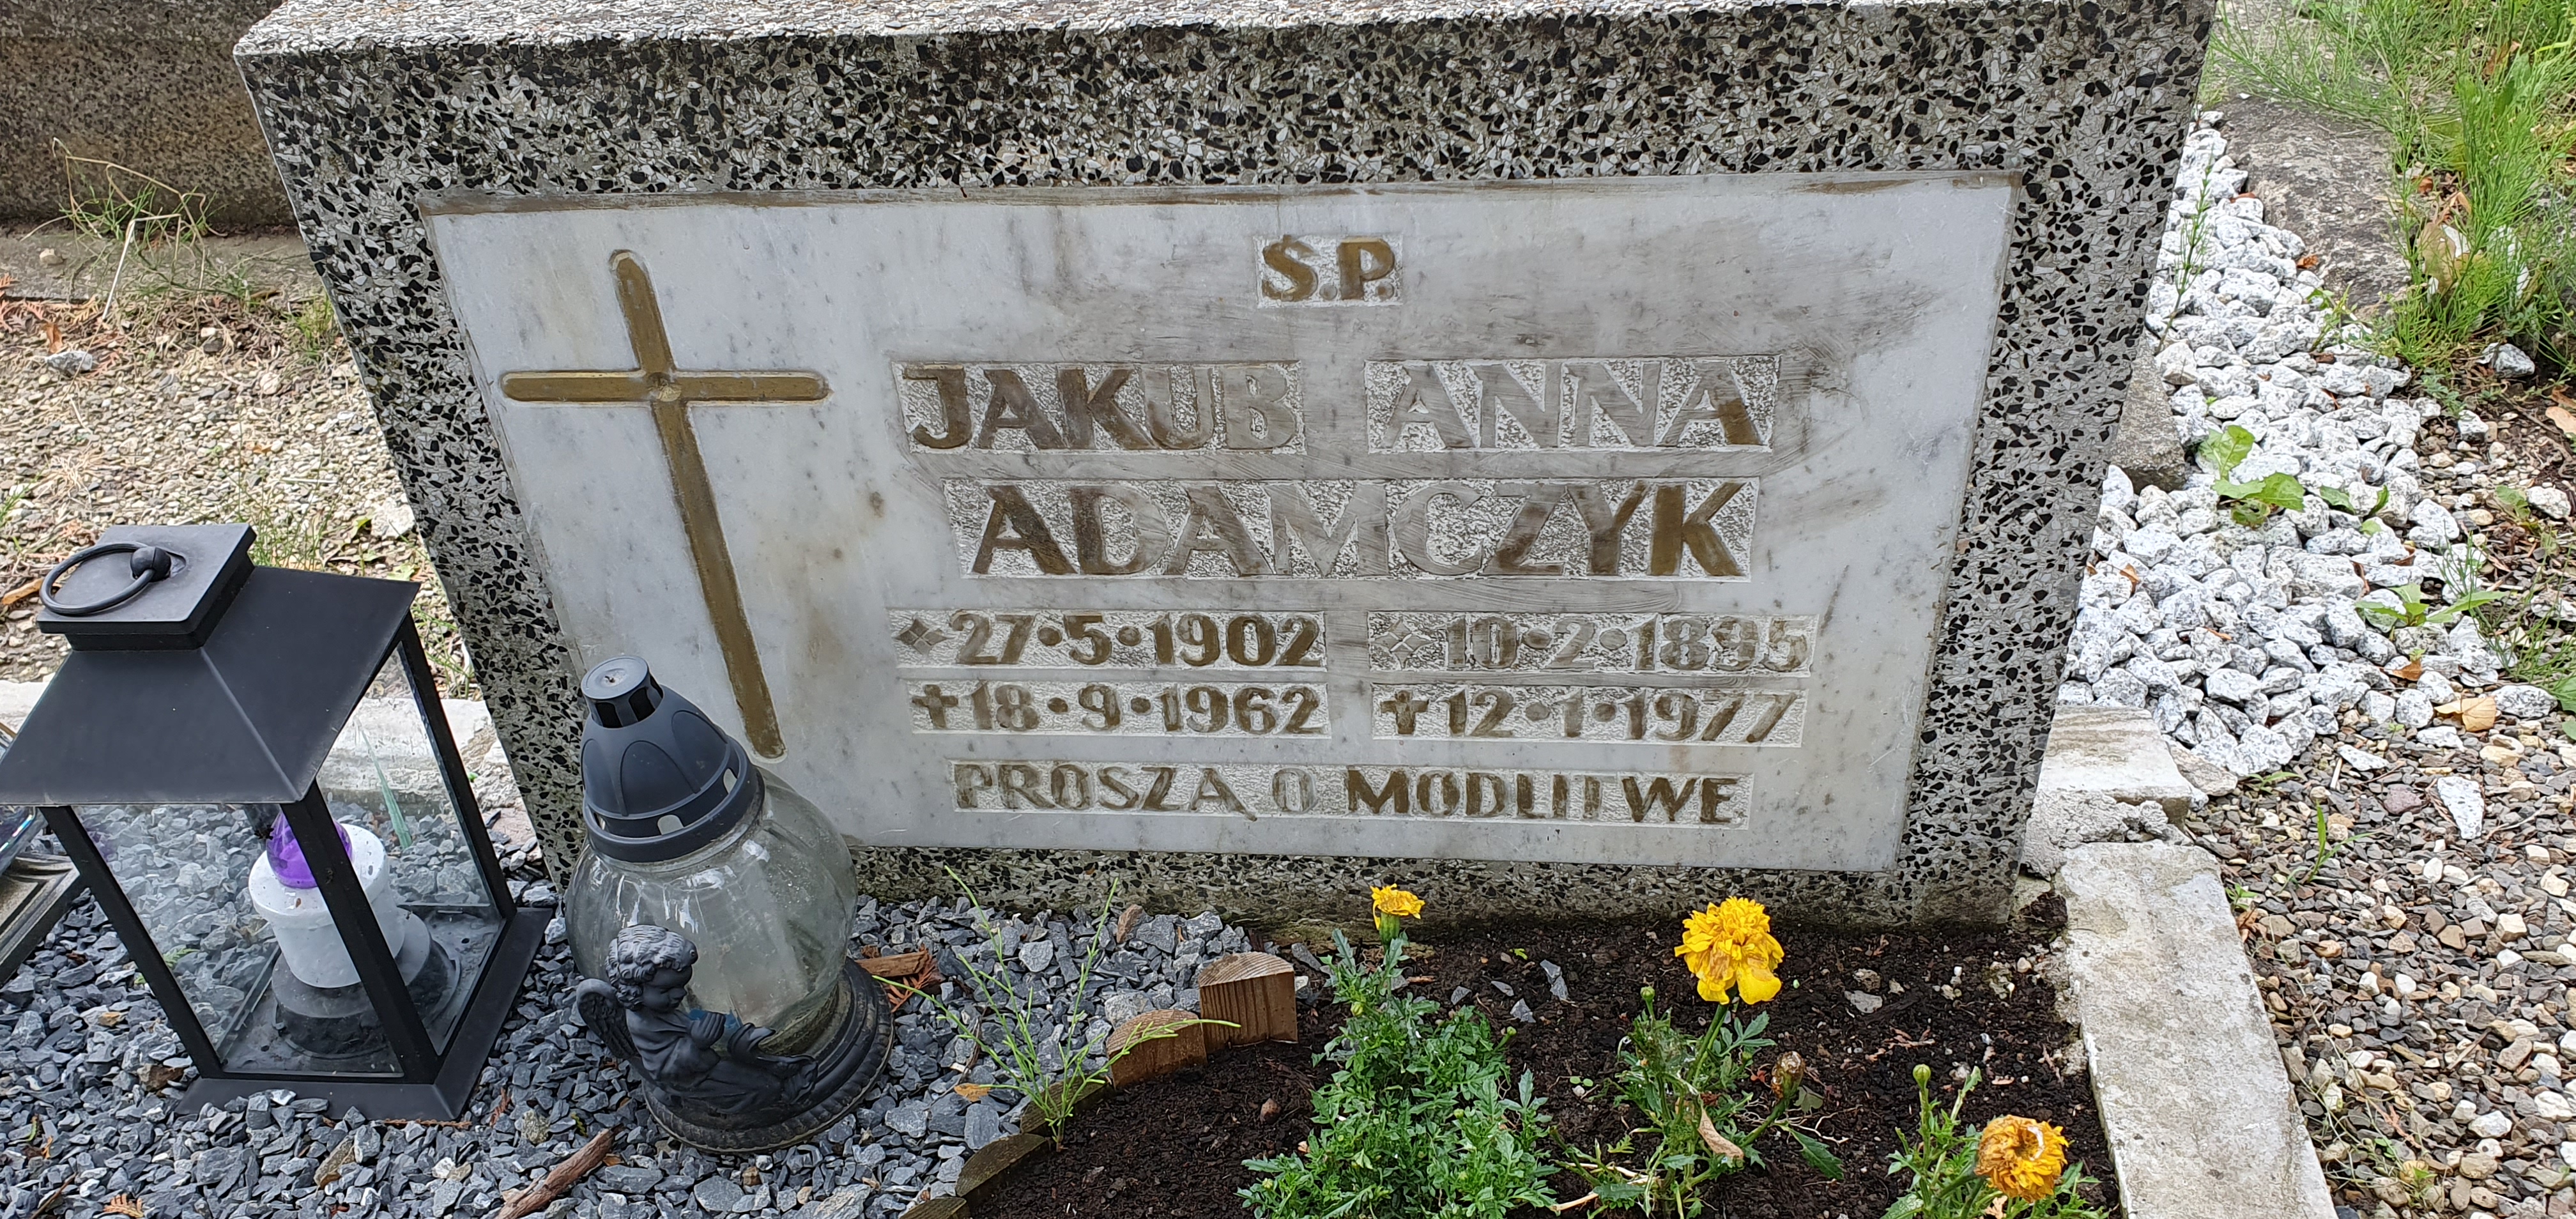 Ś.P.
JAKUB ANNA
ADAMCZYK
27·5·1902 10·2·1895
✝18·9·1962 ✝12·1·1977
PROSZĄ O MODLITWE